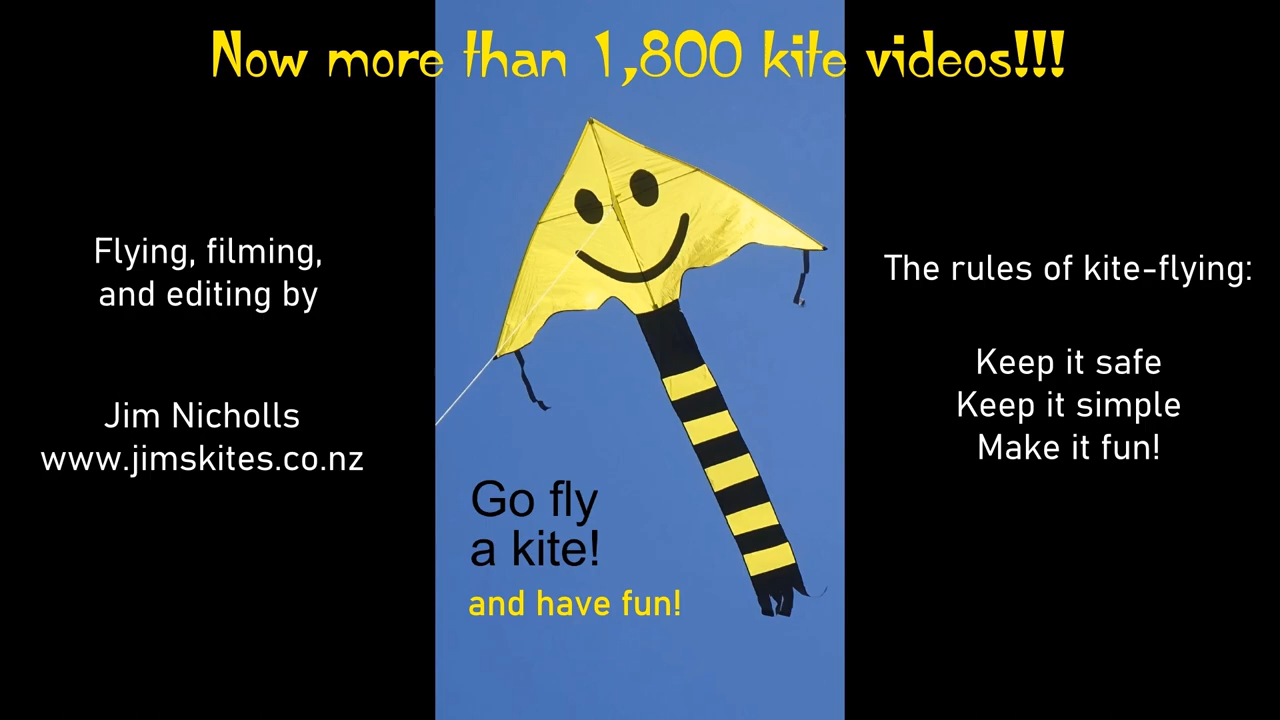 Now more than 1,800 kite videos!!!
Flying, filming,
and editing by
Jim Nicholls
www.jimskites.co.nz
Go fly
a kite!
and have fun!
The rules of kite-flying:
Keep it safe
Keep it simple
Make it fun!